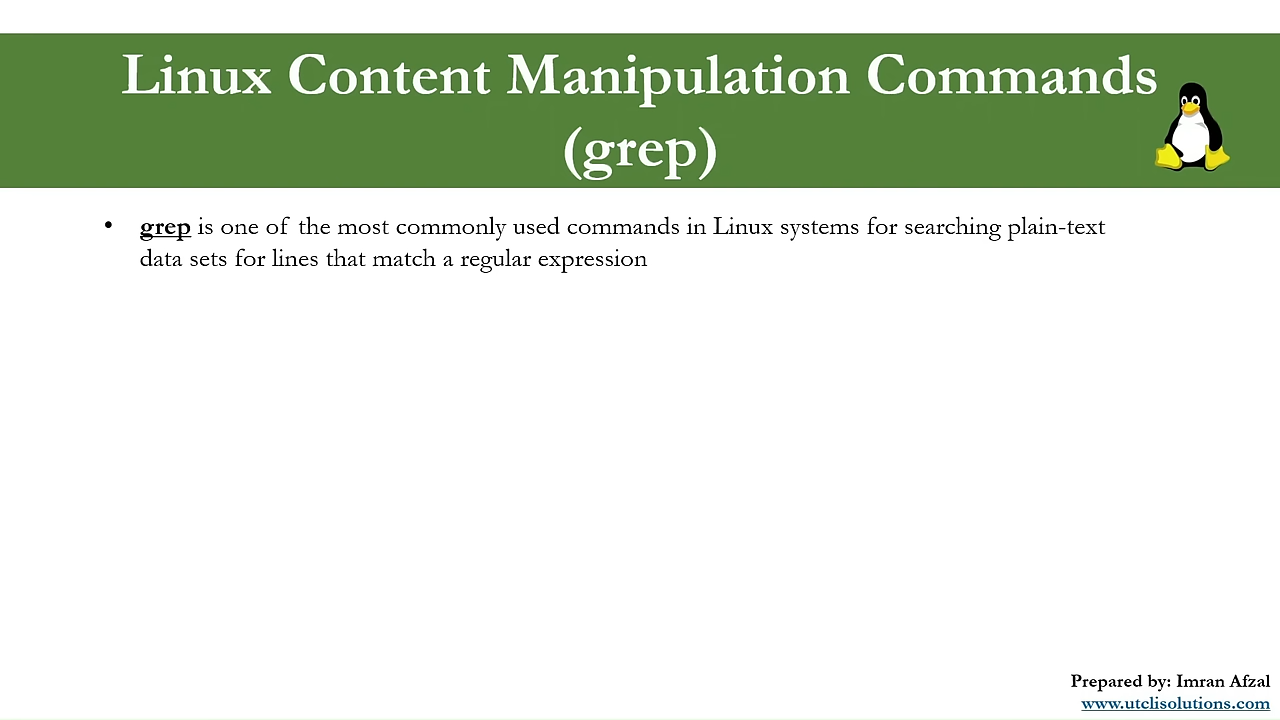 Linux Content Manipulation Commands
(grep)
• grep is one of the most commonly used commands in Linux systems for searching plain-text
data sets for lines that match a regular expression
Prepared by: Imran Afzal
www.utclisolutions.com